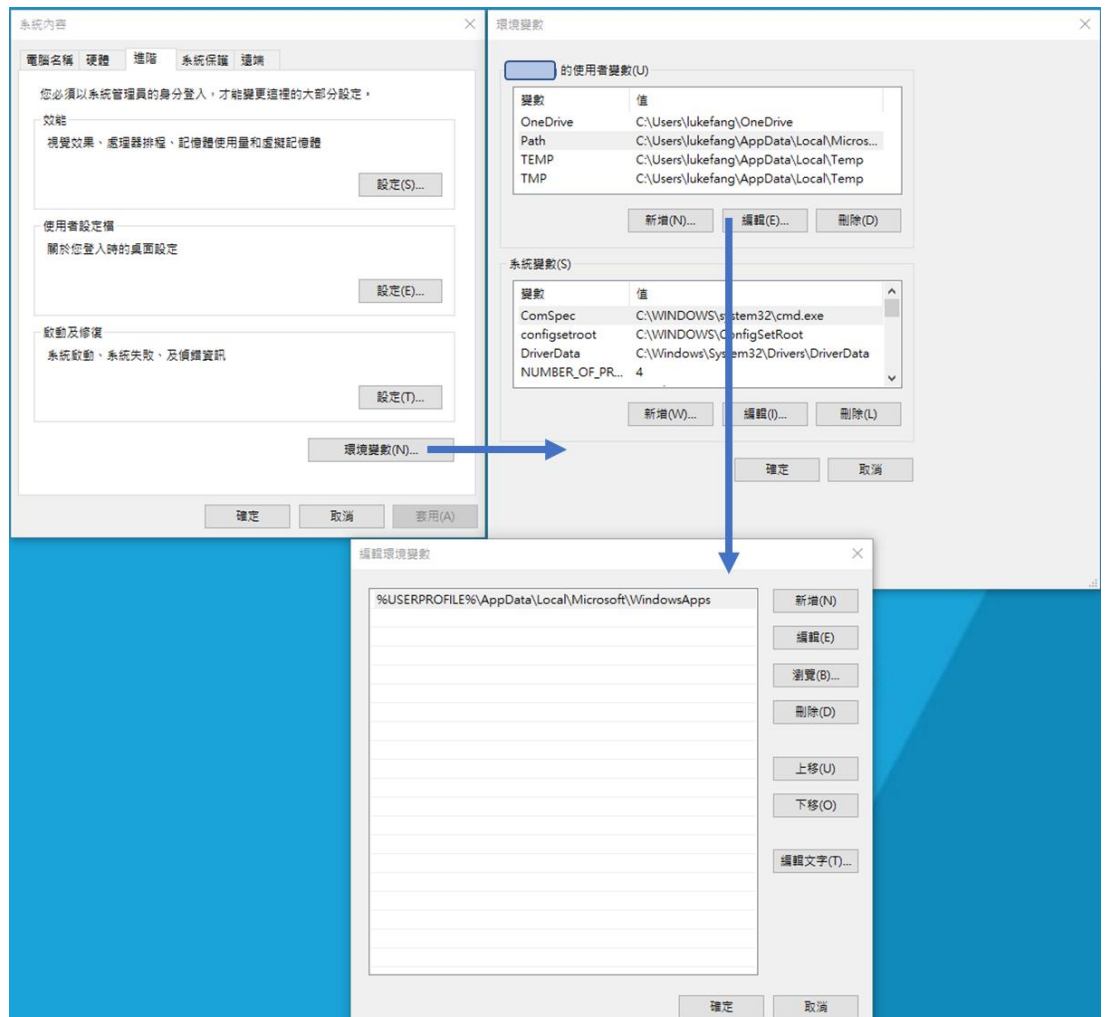 系統內容
電腦名稱 硬體 進階 系統保護 遠端
您必須以系統管理員的身分登入，才能變更這裡的大部分設定。
效能
視覺效果、處理器排程、記憶體使用量和虛擬記憶體
設定(S)...
使用者設定檔
關於您登入時的桌面設定
設定(E)...
啟動及修復
系統啟動、系統失敗、及偵錯資訊
設定(T)...
環境變數(N)...
確定 取消 套用(A)
環境變數
的使用者變數(U)
變數 值
OneDrive C:\Users\lukefang\OneDrive
Path C:\Users\lukefang\AppData\Local\Micros...
TEMP C:\Users\lukefang\AppData\Local\Temp
TMP C:\Users\lukefang\AppData\Local\Temp
新增(N)... 編輯(E)... 刪除(D)
系統變數(S)
變數 值
ComSpec C:\WINDOWS\system32\cmd.exe
configsetroot C:\WINDOWS\ConfigSetRoot
DriverData C:\Windows\System32\Drivers\DriverData
NUMBER_OF_PR... 4
新增(W)... 編輯(I)... 刪除(L)
確定 取消
編輯環境變數
%USERPROFILE%\AppData\Local\Microsoft\WindowsApps
新增(N)
編輯(E)
瀏覽(B)...
刪除(D)
上移(U)
下移(O)
編輯文字(T)...
確定 取消